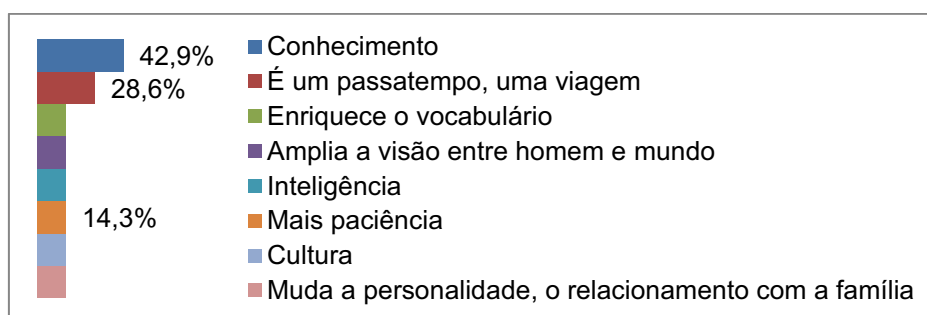 42,9%
28,6%
14,3%
Conhecimento
É um passatempo, uma viagem
Enriquece o vocabulário
Amplia a visão entre homem e mundo
Inteligência
Mais paciência
Cultura
Muda a personalidade, o relacionamento com a família